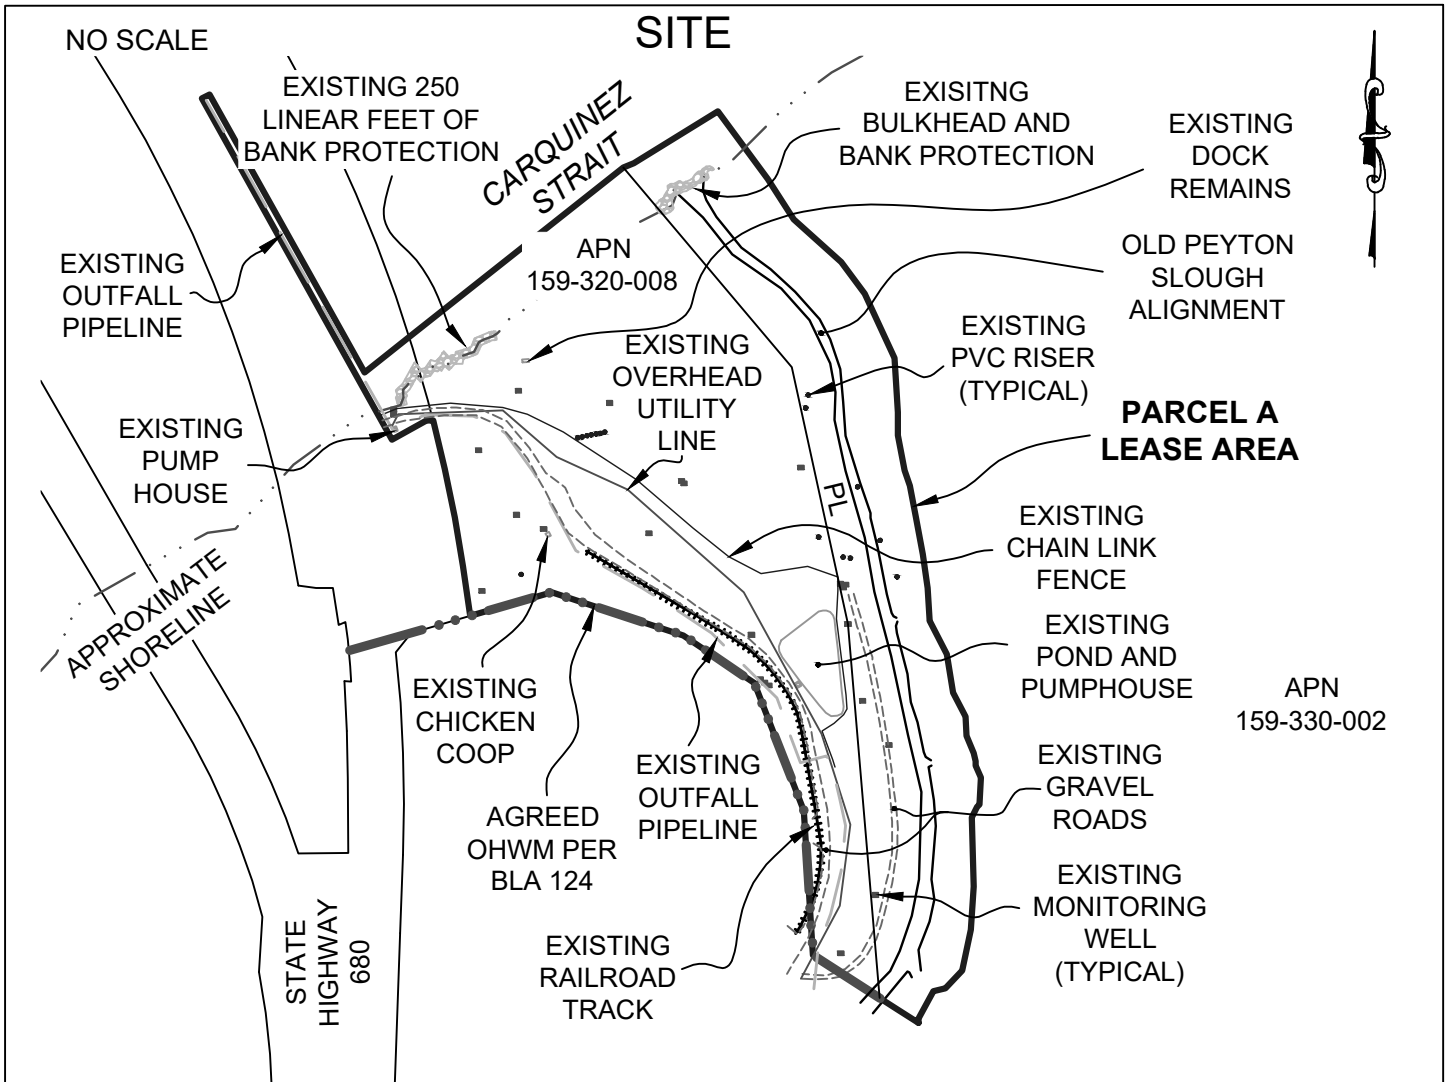 SITE
NO SCALE
EXISTING 250
LINEAR FEET OF
BANK PROTECTION
CARQUINEZ
STRAIT
EXISITNG
BULKHEAD AND
BANK PROTECTION
EXISTING
DOCK
REMAINS
EXISTING
OUTFALL
PIPELINE
APN
159-320-008
OLD PEYTON
SLOUGH
ALIGNMENT
EXISTING
OVERHEAD
UTILITY
LINE
EXISTING
PVC RISER
(TYPICAL)
PARCEL A
LEASE AREA
EXISTING
PUMP
HOUSE
PL
EXISTING
CHAIN LINK
FENCE
APPROXIMATE
SHORELINE
EXISTING
POND AND
PUMPHOUSE
APN
159-330-002
EXISTING
CHICKEN
COOP
EXISTING
OUTFALL
PIPELINE
EXISTING
GRAVEL
ROADS
AGREED
OHWM PER
BLA 124
EXISTING
MONITORING
WELL
(TYPICAL)
STATE
HIGHWAY
680
EXISTING
RAILROAD
TRACK